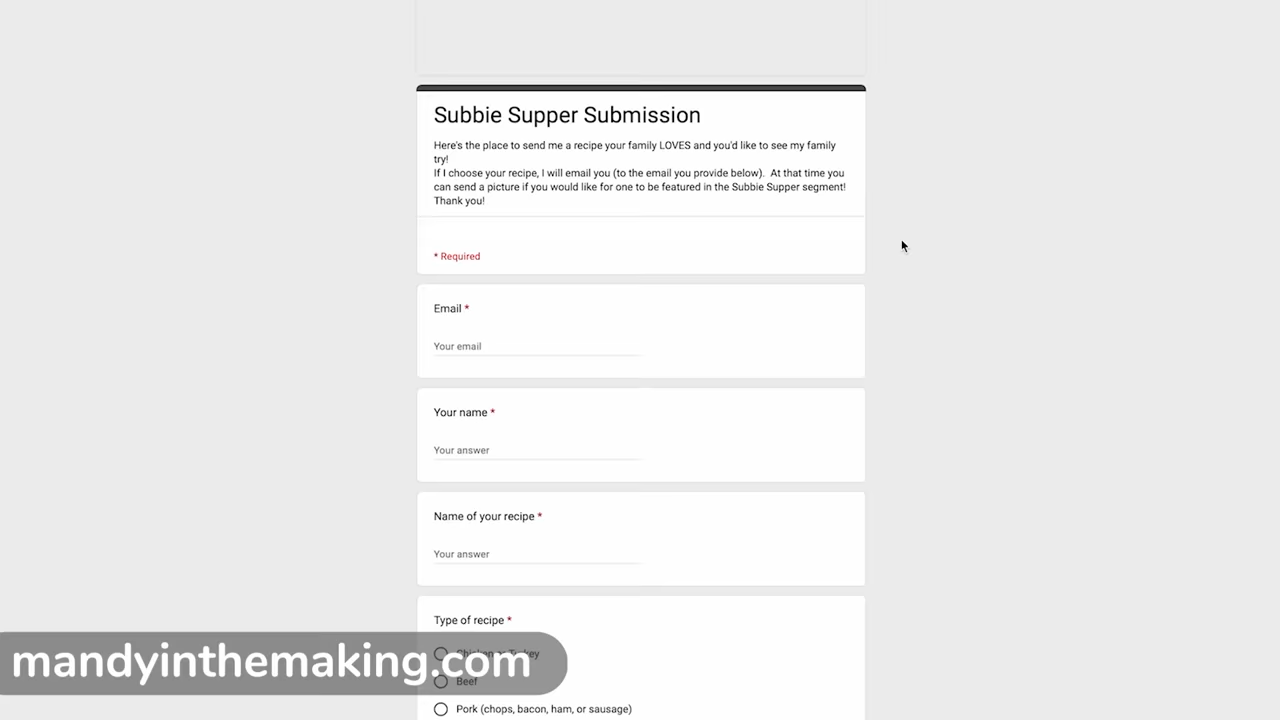 Subbie Supper Submission
Here's the place to send me a recipe your family LOVES and you'd like to see my family
try!
If I choose your recipe, I will email you (to the email you provide below).  At that time you
can send a picture if you would like for one to be featured in the Subbie Supper segment!
Thank you!
* Required
Email *
Your email
Your name *
Your answer
Name of your recipe *
Your answer
Type of recipe *
Chicken or Turkey
mandyinthemaking.com
Beef
Pork (chops, bacon, ham, or sausage)